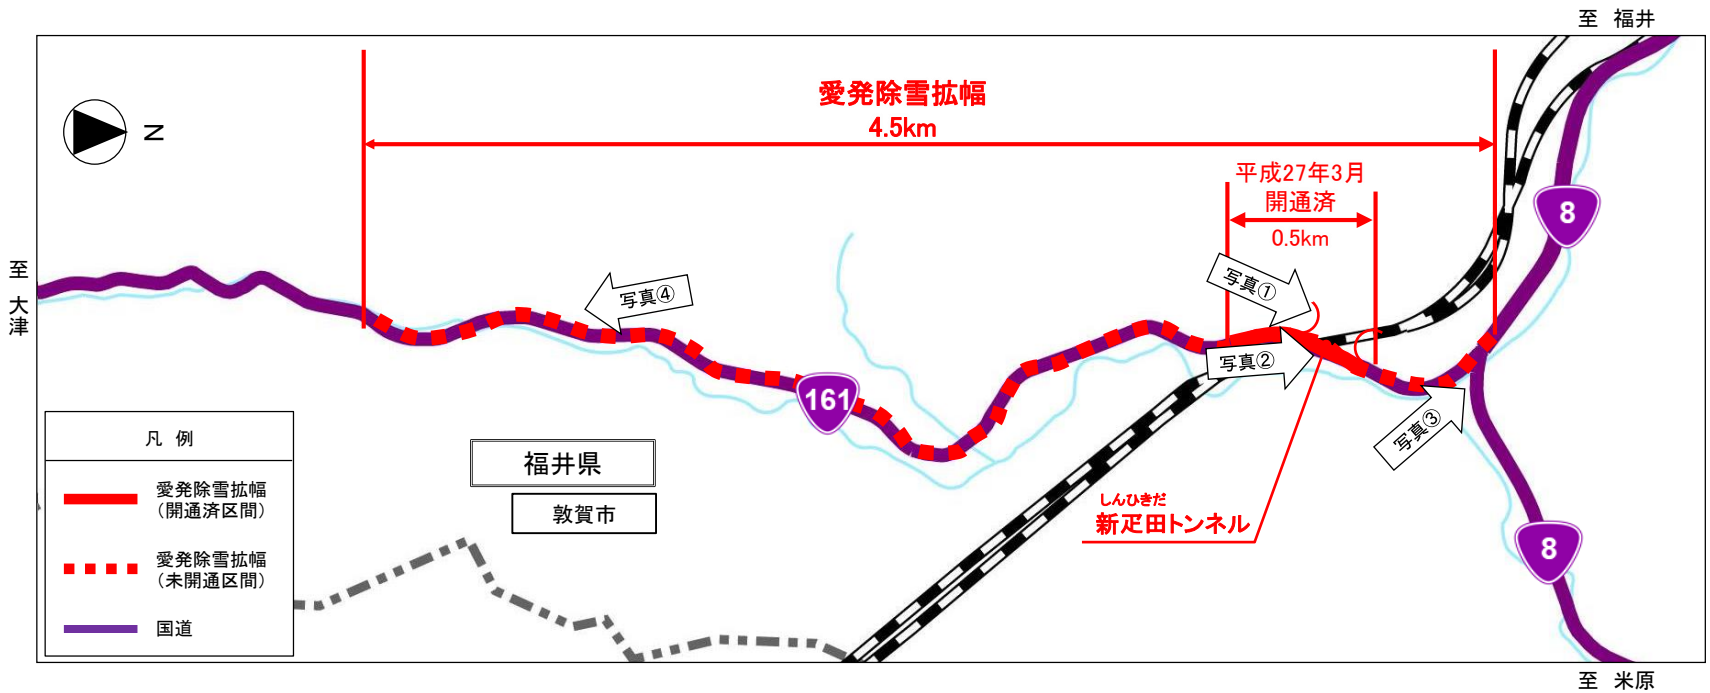 至 福井
愛発除雪拡幅
4.5km
N
平成27年3月
開通済
0.5km
8
至
大
津
写真④
写真①
写真②
写真③
161
凡 例
愛発除雪拡幅
（開通済区間）
愛発除雪拡幅
（未開通区間）
国道
福井県
敦賀市
しんひきだ
新疋田トンネル
8
至 米原